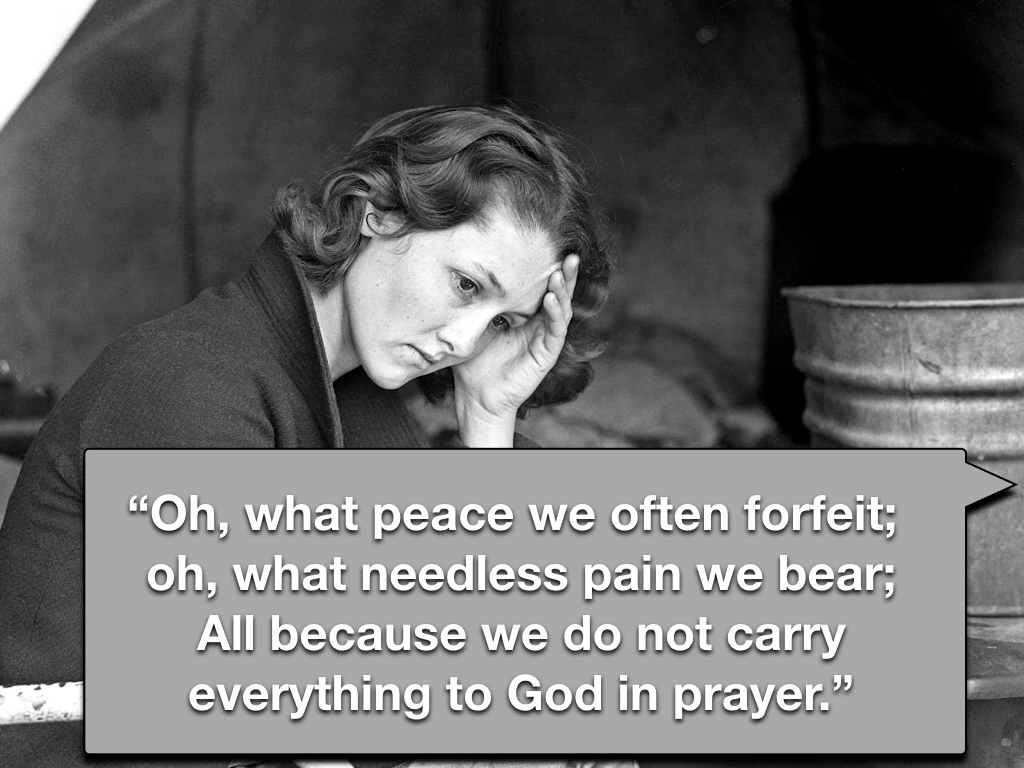 “Oh, what peace we often forfeit;
oh, what needless pain we bear;
All because we do not carry
everything to God in prayer.”